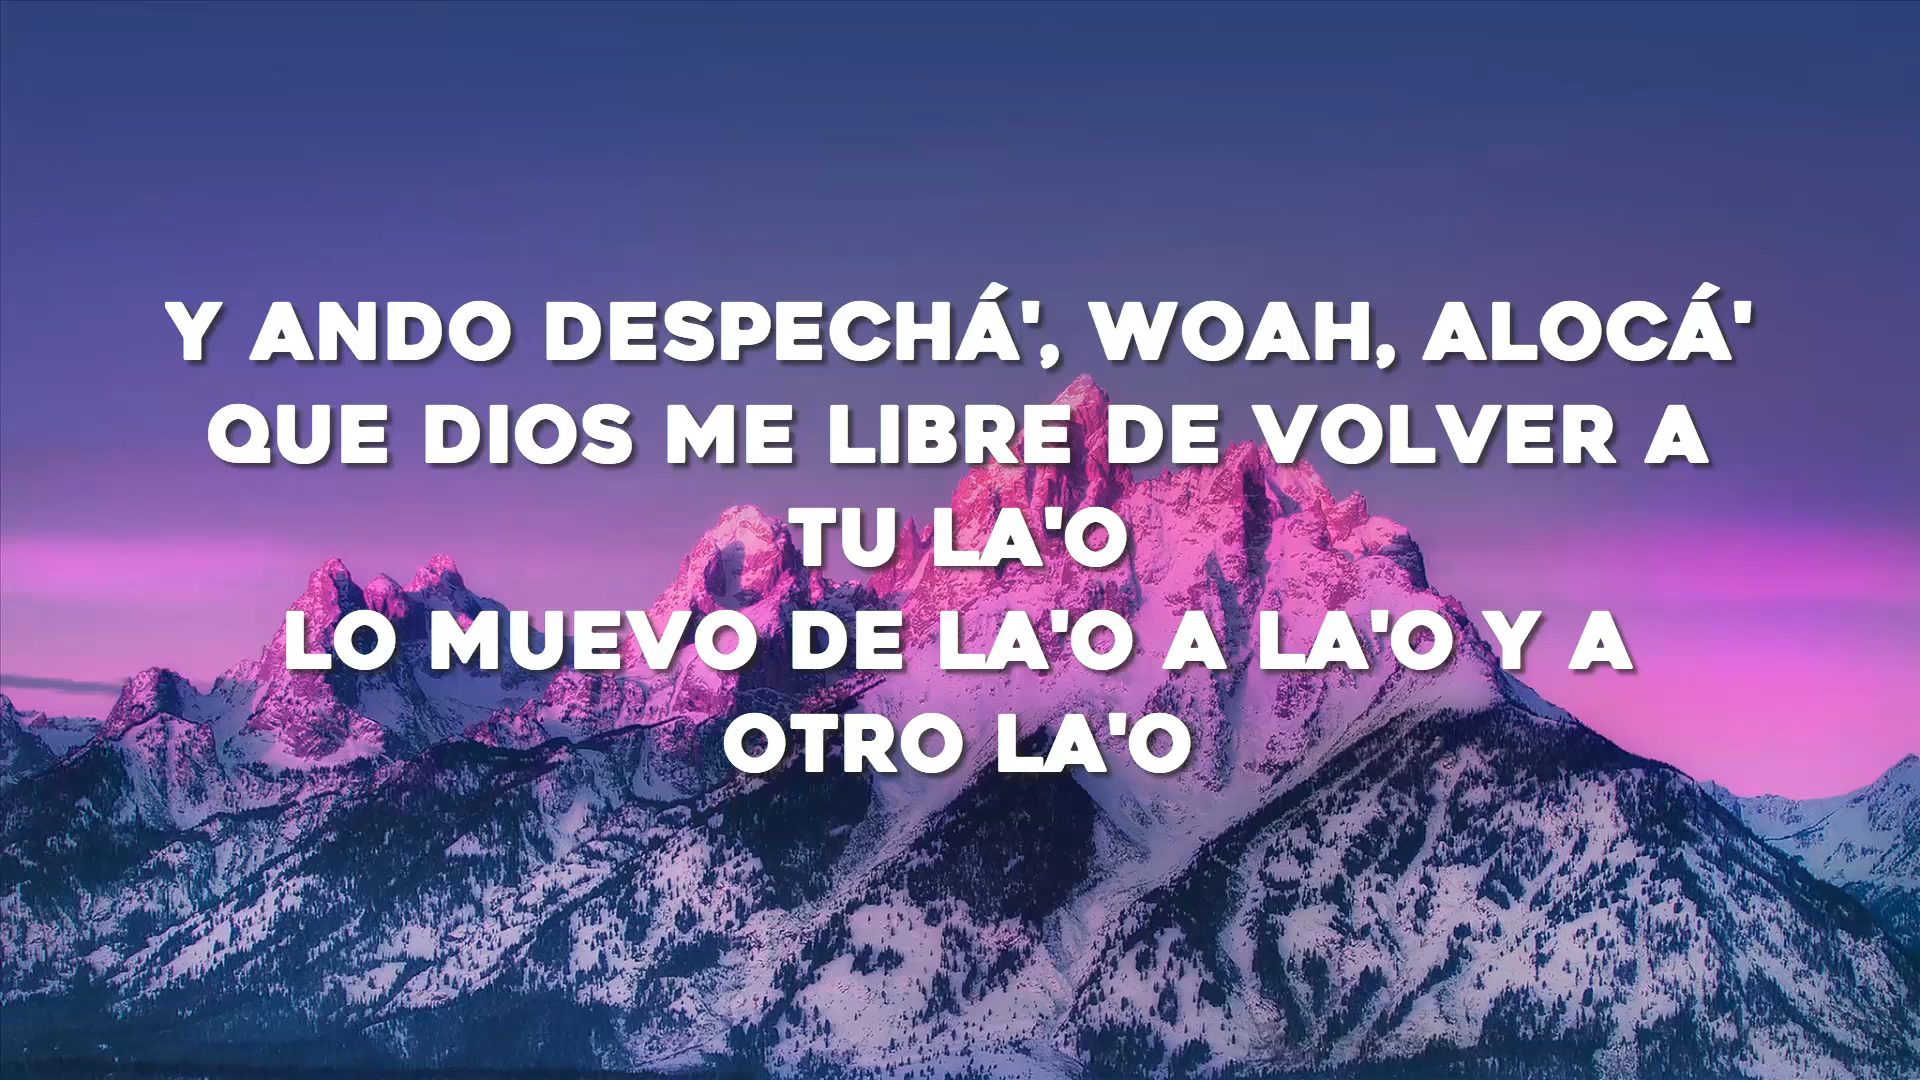 Y ANDO DESPECHÁ', WOAH, ALOCÁ'
QUE DIOS ME LIBRE DE VOLVER A
TU LA'O
LO MUEVO DE LA'O A LA'O Y A
OTRO LA'O